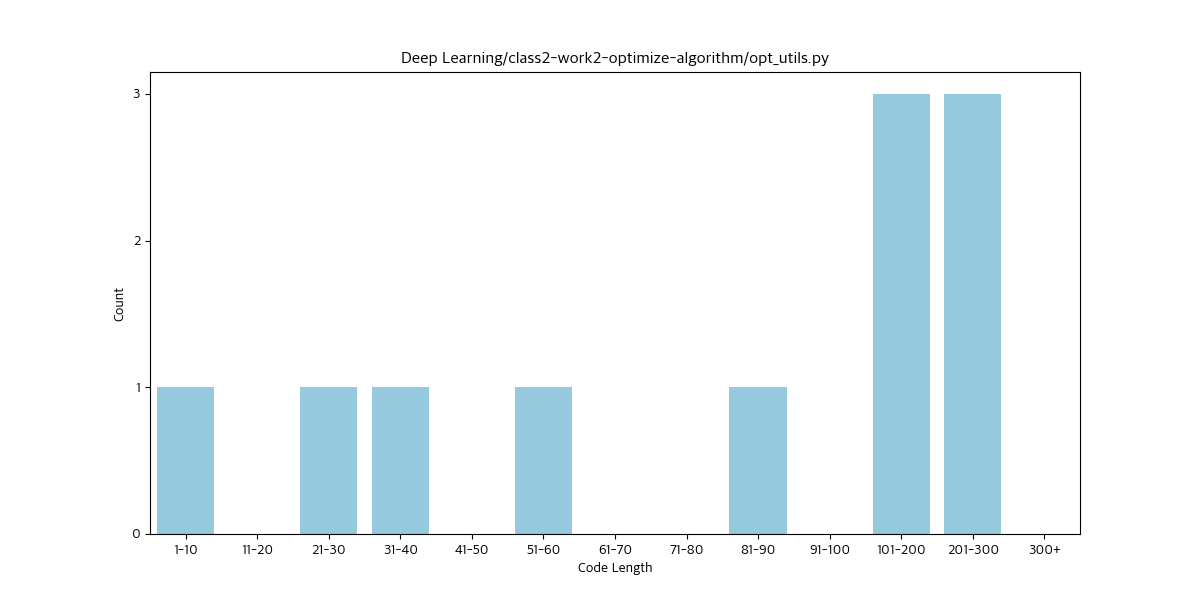 Deep Learning/class2-work2-optimize-algorithm/opt_utils.py
3
2
1
0
Count
1-10 11-20 21-30 31-40 41-50 51-60 61-70 71-80 81-90 91-100 101-200 201-300 300+
Code Length